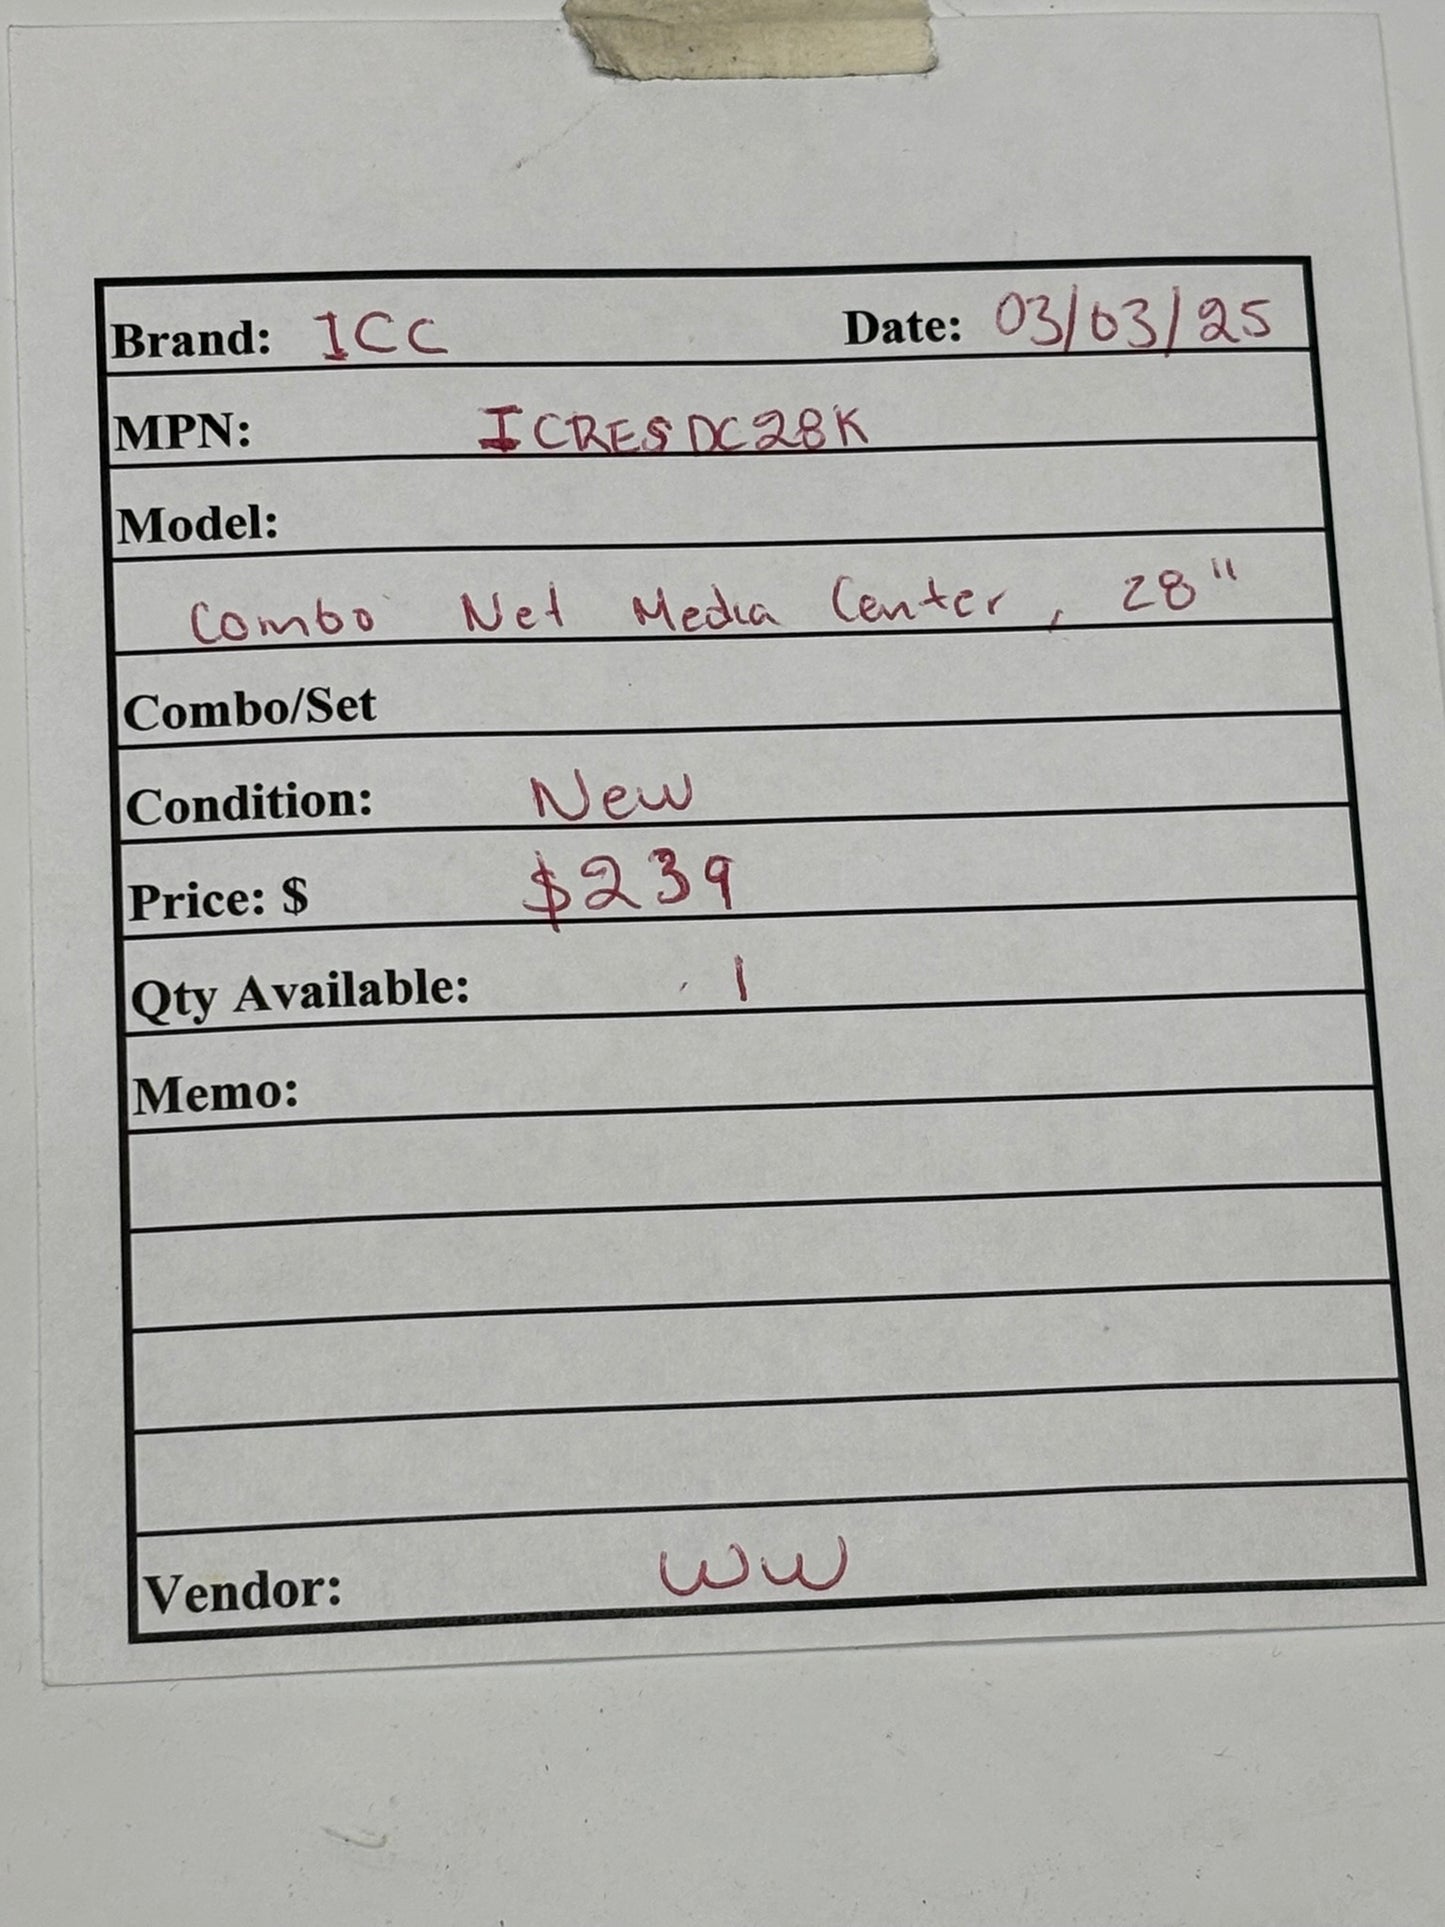 Brand: ICC Date: 03/03/25
MPN: ICRESDC28K
Model:
Combo Net Media Center, 28"
Combo/Set
Condition: New
Price: $ $239
Qty Available: 1
Memo:
Vendor: WW